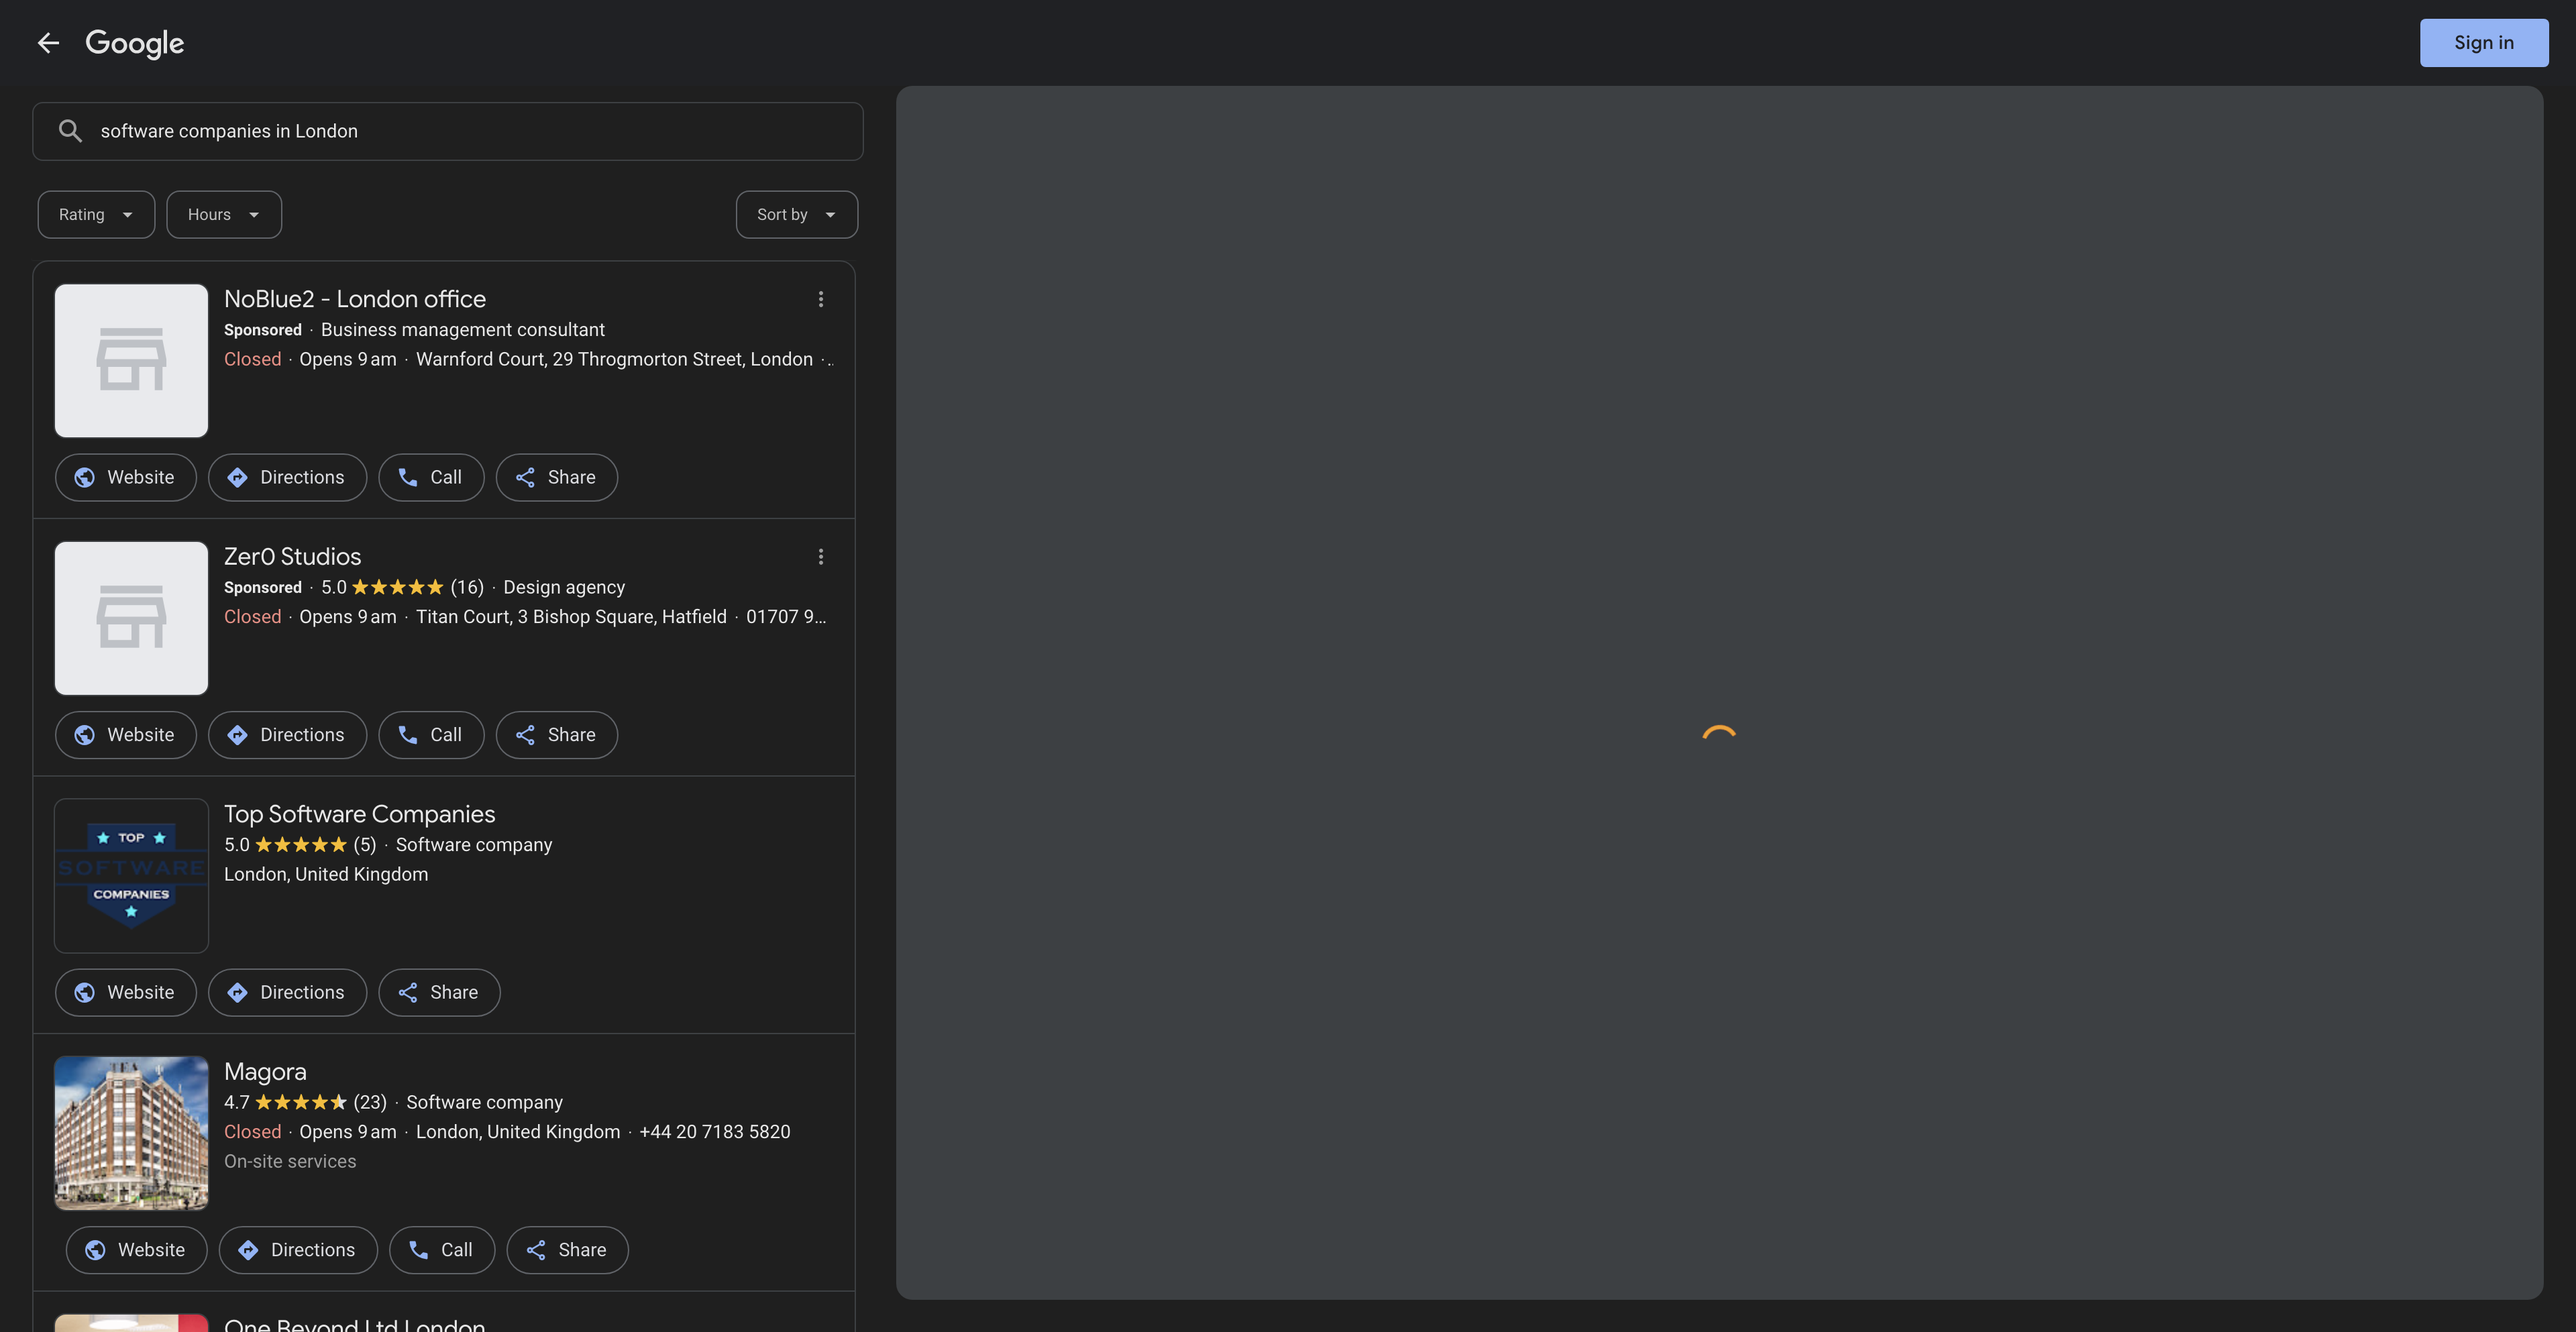 Google
Sign in
software companies in London
Rating
Hours
Sort by
NoBlue2 - London office
Sponsored · Business management consultant
Closed · Opens 9 am · Warnford Court, 29 Throgmorton Street, London ·..
Website
Directions
Call
Share
Zer0 Studios
Sponsored · 5.0 (16) · Design agency
Closed · Opens 9 am · Titan Court, 3 Bishop Square, Hatfield · 01707 9...
Website
Directions
Call
Share
TOP
SOFTWARE
COMPANIES
Top Software Companies
5.0 (5) · Software company
London, United Kingdom
Website
Directions
Share
Magora
4.7 (23) · Software company
Closed · Opens 9 am · London, United Kingdom · +44 20 7183 5820
On-site services
Website
Directions
Call
Share
One Beyond Ltd London